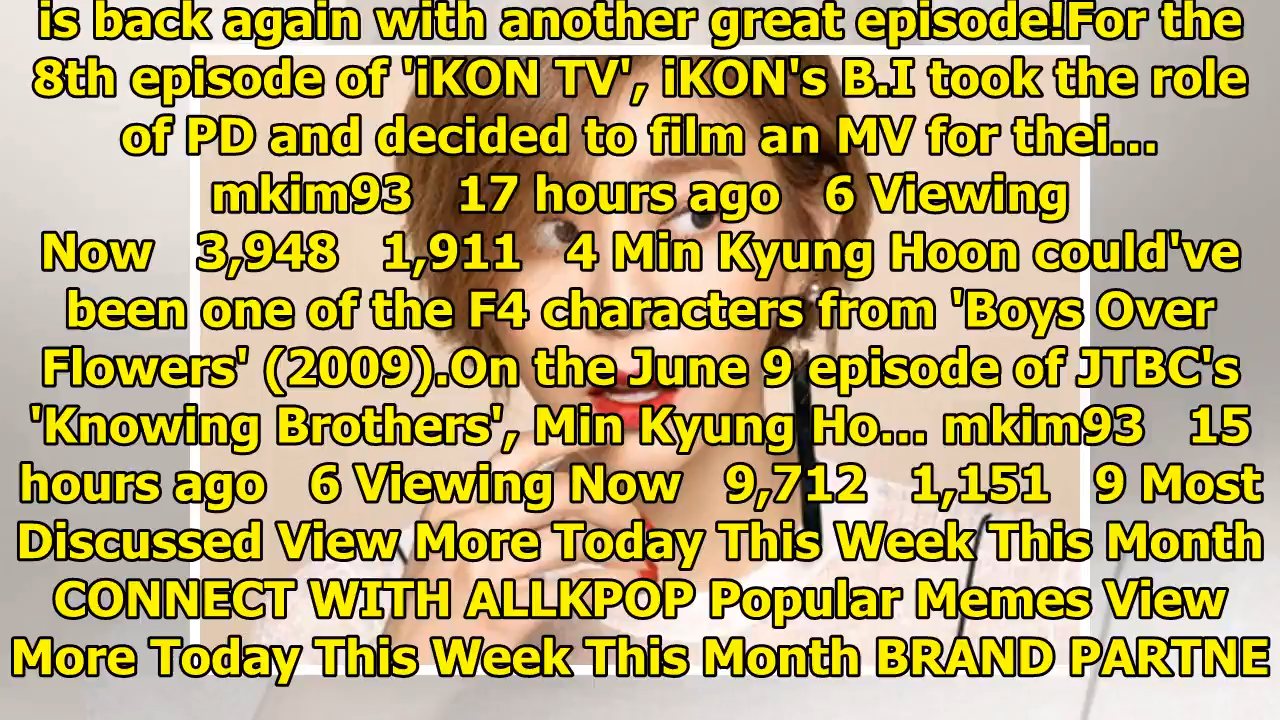 is back again with another great episode!For the
8th episode of 'iKON TV', iKON's B.I took the role
of PD and decided to film an MV for thei...
mkim93   17 hours ago   6 Viewing
Now   3,948   1,911   4 Min Kyung Hoon could've
been one of the F4 characters from 'Boys Over
Flowers' (2009).On the June 9 episode of JTBC's
'Knowing Brothers', Min Kyung Ho... mkim93   15
hours ago   6 Viewing Now   9,712   1,151   9 Most
Discussed View More Today This Week This Month
CONNECT WITH ALLKPOP Popular Memes View
More Today This Week This Month BRAND PARTNE